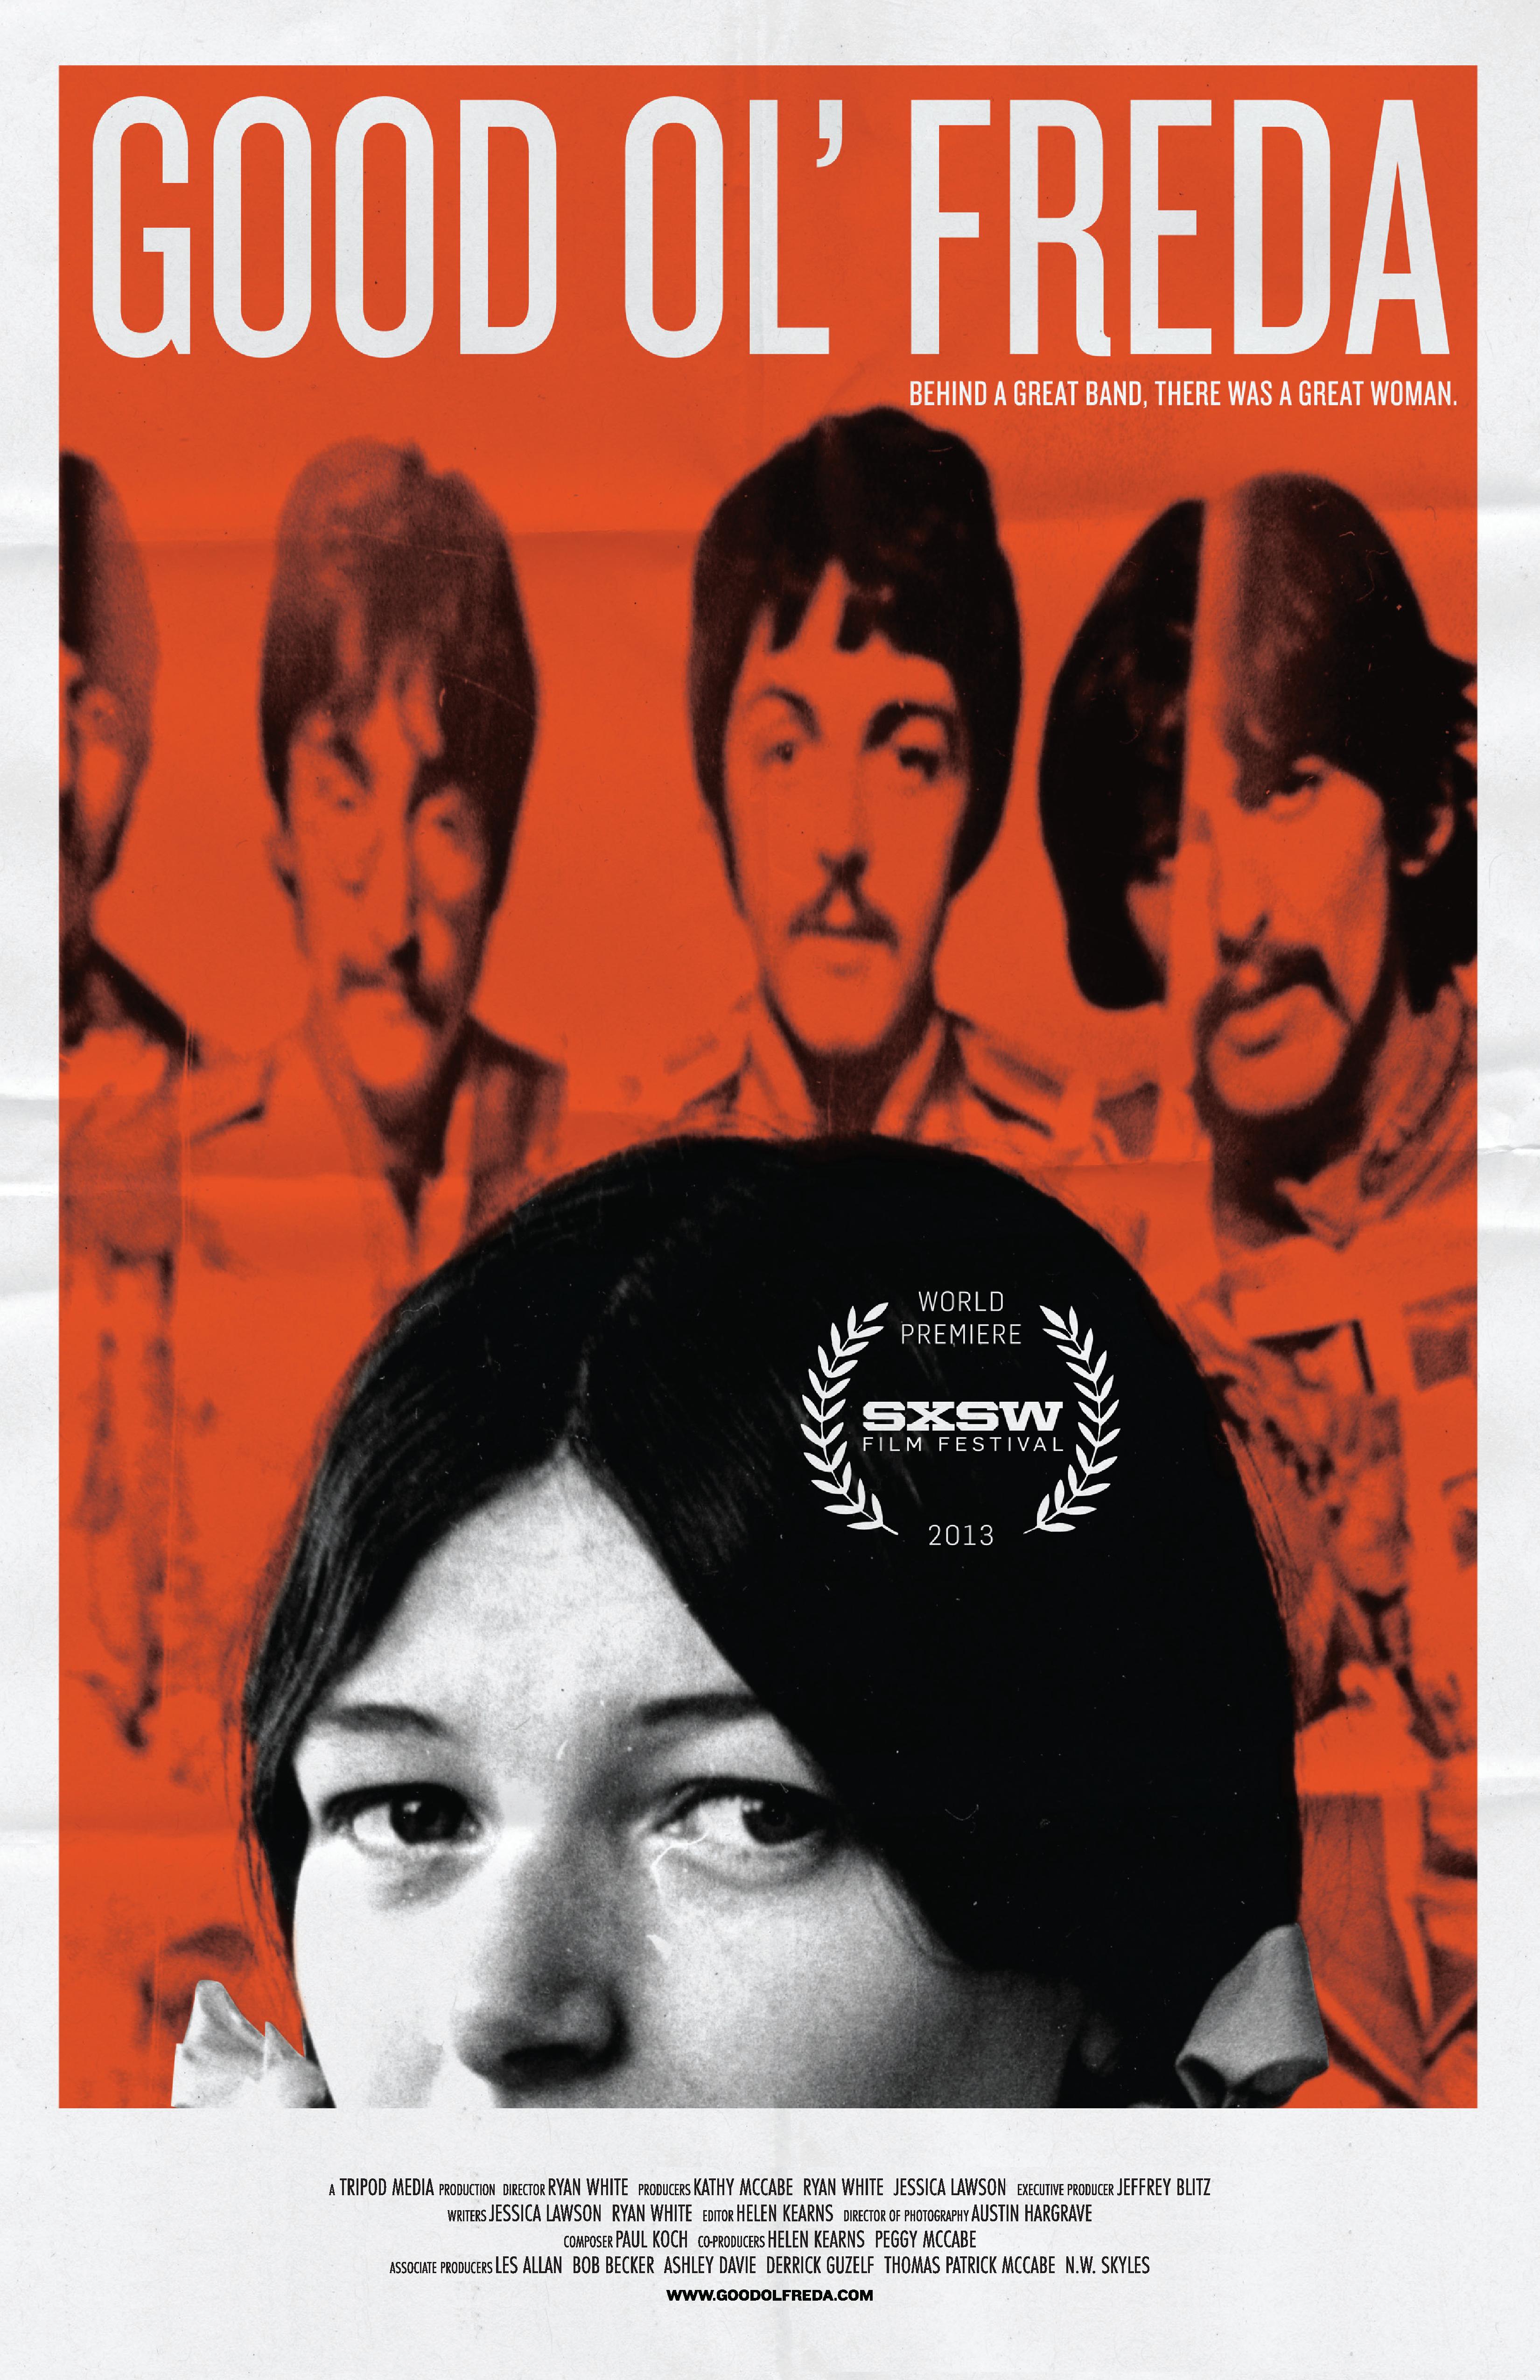 GOOD OL' FREDA
BEHIND A GREAT BAND, THERE WAS A GREAT WOMAN.
WORLD
PREMIERE
SXSW
FILM FESTIVAL
2013
A TRIPOD MEDIA PRODUCTION DIRECTOR RYAN WHITE PRODUCERS KATHY MCCABE RYAN WHITE JESSICA LAWSON EXECUTIVE PRODUCER JEFFREY BLITZ
WRITERS JESSICA LAWSON RYAN WHITE EDITOR HELEN KEARNS DIRECTOR OF PHOTOGRAPHY AUSTIN HARGRAVE
COMPOSER PAUL KOCH CO-PRODUCERS HELEN KEARNS PEGGY MCCABE
ASSOCIATE PRODUCERS LES ALLAN BOB BECKER ASHLEY DAVIE DERRICK GUZELF THOMAS PATRICK MCCABE N.W. SKYLES
WWW.GOODOLFREDA.COM